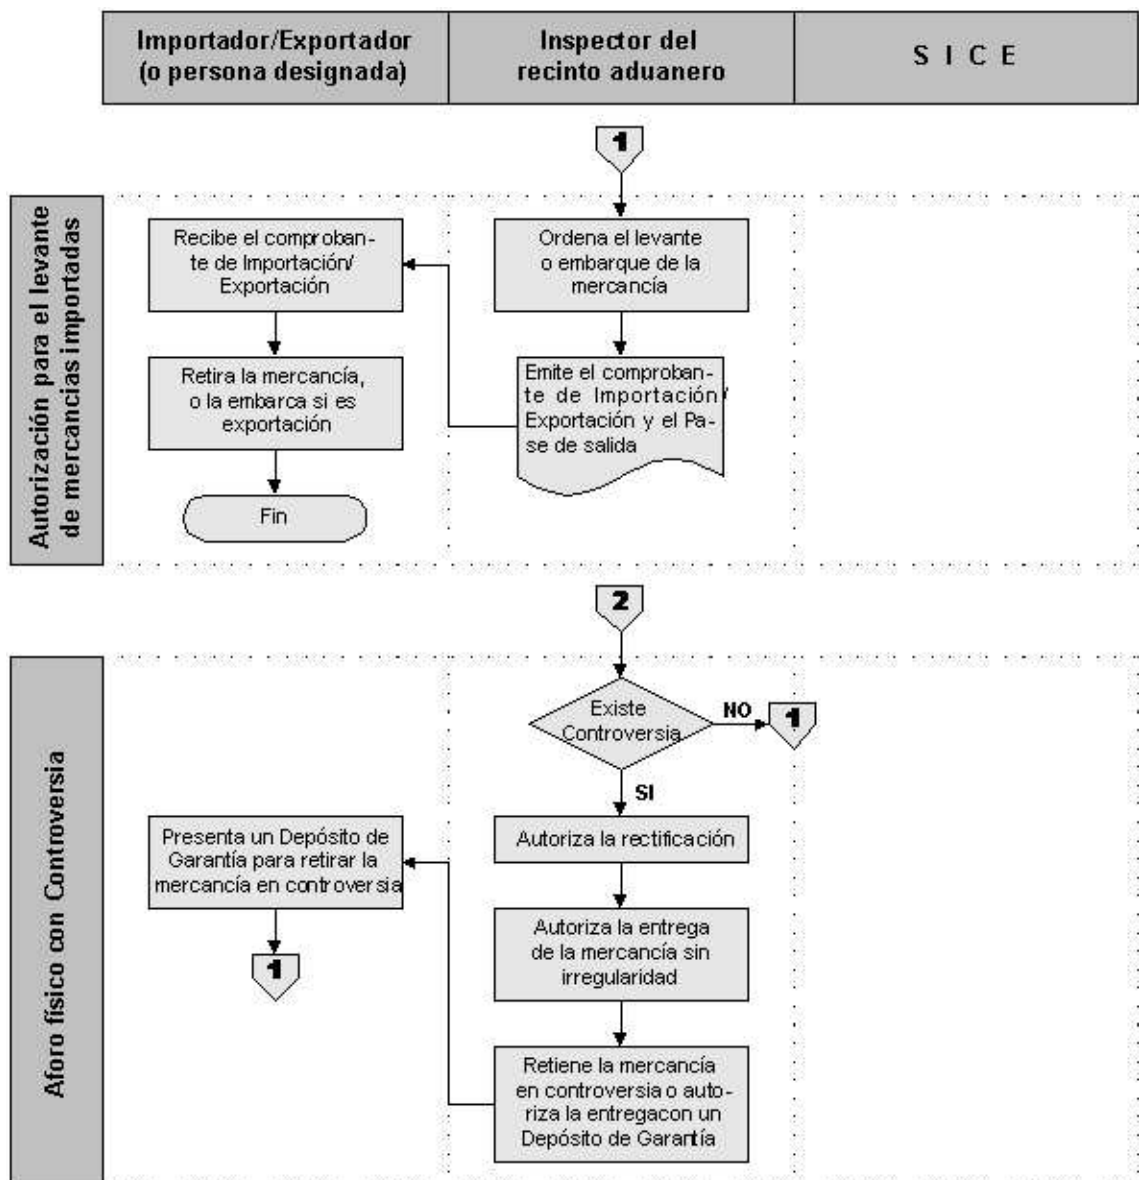 Importador/Exportador
(o persona designada)
Inspector del
recinto aduanero
S I C E
1
Autorización para el levante
de mercancias importadas
Recibe el comproban-
te de Importación/
Exportación
Ordena el levante
o embarque de la
mercancía
Retira la mercancía,
o la embarca si es
exportación
Emite el comproban-
te de Importación/
Exportación y el Pa-
se de salida
Fin
2
Aforo físico con Controversia
Existe
Controversia
NO
1
SI
Presenta un Depósito de
Garantía para retirar la
mercancía en controversia
Autoriza la rectificación
1
Autoriza la entrega
de la mercancía sin
irregularidad
Retiene la mercancía
en controversia o auto-
riza la entregacon un
Depósito de Garantía